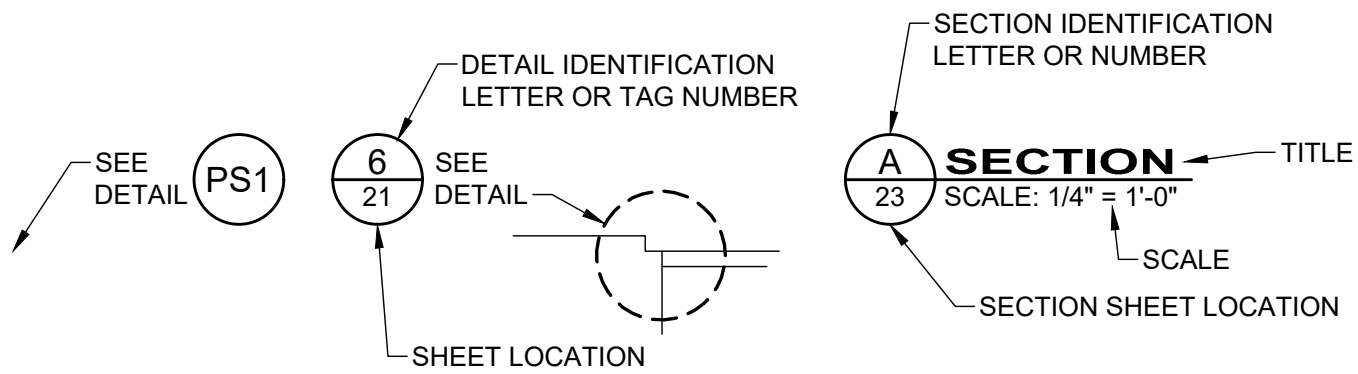 SEE
DETAIL
PS1
DETAIL IDENTIFICATION
LETTER OR TAG NUMBER
6
21
SEE
DETAIL
SHEET LOCATION
SECTION IDENTIFICATION
LETTER OR NUMBER
A
23
SECTION
SCALE: 1/4" = 1'-0"
TITLE
SCALE
SECTION SHEET LOCATION